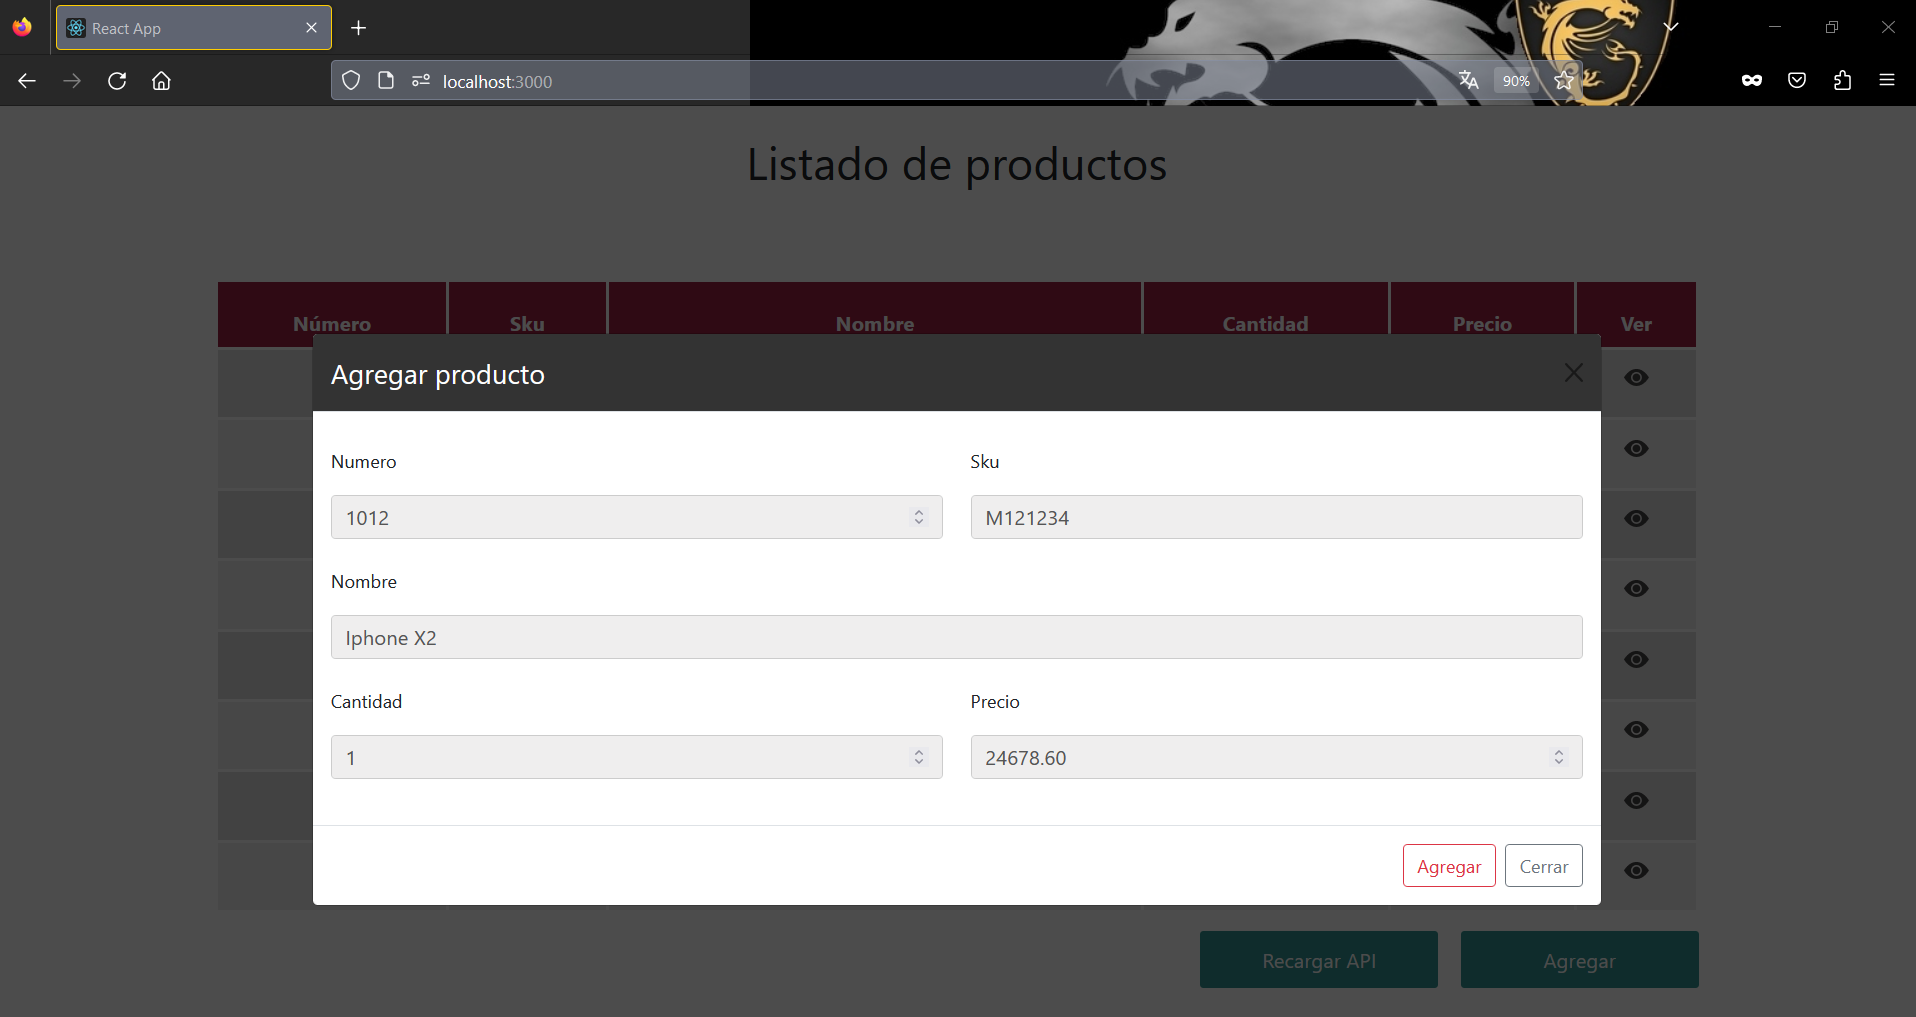 React App
localhost:3000
90%
Listado de productos
Número Sku Nombre Cantidad Precio Ver
Agregar producto
Numero Sku
1012 M121234
Nombre
Iphone X2
Cantidad Precio
1 24678.60
Agregar Cerrar
Recargar API Agregar